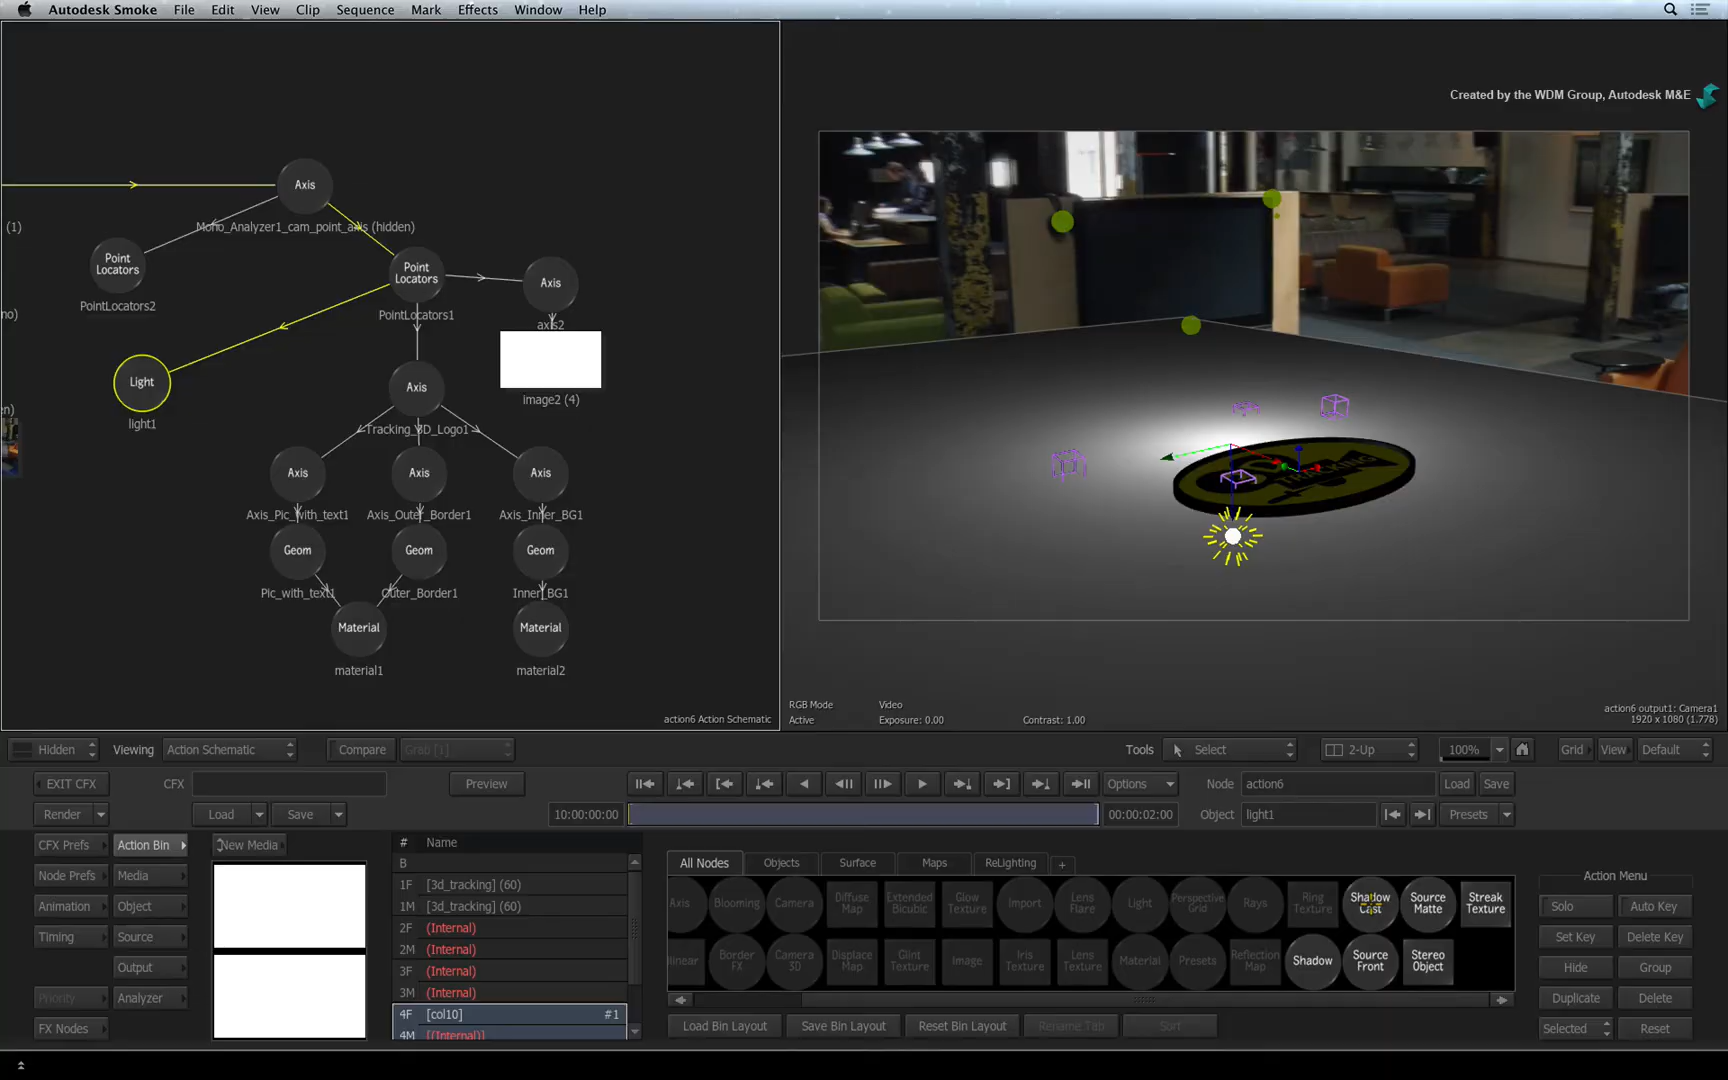 Autodesk Smoke File Edit View Clip Sequence Mark Effects Window Help
Created by the WDM Group, Autodesk M&E
Axis
Mono_Analyzer1_cam_point_axis (hidden)
(1)
Point
Locators
PointLocators2
Point
Locators
PointLocators1
Axis
axis2
image2 (4)
no)
Light
light1
en)
Axis
Tracking_3D_Logo1
Axis
Axis
Axis
Axis_Pic_with_text1
Axis_Outer_Border1
Axis_Inner_BG1
Geom
Geom
Geom
Pic_with_text1
Outer_Border1
Inner_BG1
Material
Material
material1
material2
action6 Action Schematic
TRACKING
RGB Mode
Active
Video
Exposure: 0.00
Contrast: 1.00
action6 output1: Camera1
1920 x 1080 (1.778)
Hidden Viewing Action Schematic Compare Grab [1] Tools Select 2-Up 100% Grid View Default
EXIT CFX CFX Preview Options Node action6 Load Save
Render Load Save 10:00:00:00 00:00:02:00 Object light1 Presets
CFX Prefs Action Bin New Media
Node Prefs Media
Animation Object
Timing Source
Output
Priority Analyzer
FX Nodes
# Name
B
1F [3d_tracking] (60)
1M [3d_tracking] (60)
2F (Internal)
2M (Internal)
3F (Internal)
3M (Internal)
4F [col10] #1
4M [(Internal)]
All Nodes Objects Surface Maps ReLighting +
Axis Blooming Camera Diffuse Map Extended Bicubic Glow Texture Import Lens Flare Light Perspective Grid Rays Ring Texture Shadow Cast Source Matte Streak Texture
linear Border FX Camera 3D Displace Map Glint Texture Image Iris Texture Lens Texture Material Presets Reflection Map Shadow Source Front Stereo Object
Load Bin Layout Save Bin Layout Reset Bin Layout Rename Tab Sort
Action Menu
Solo Auto Key
Set Key Delete Key
Hide Group
Duplicate Delete
Selected Reset